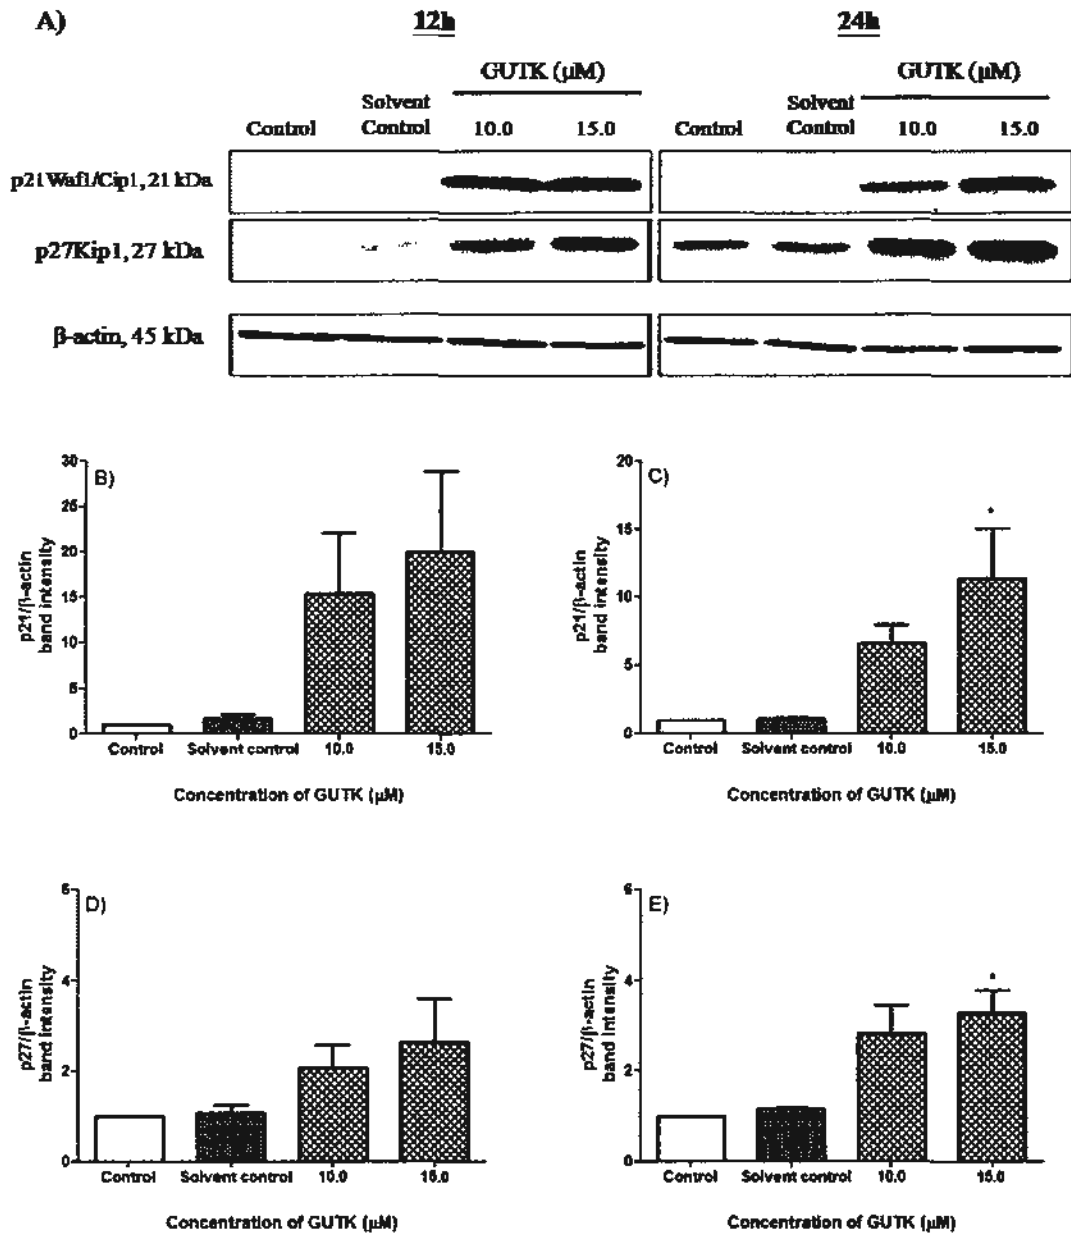 A)
12h
24h
GUTK (μM)
GUTK (μM)
Control
Solvent
Control
10.0
15.0
Control
Solvent
Control
10.0
15.0
p21Waf1/Cip1, 21 kDa
p27Kip1, 27 kDa
β-actin, 45 kDa
B)
p21/β-actin
band intensity
30
25
20
15
10
5
0
Control
Solvent control
10.0
15.0
Concentration of GUTK (μM)
C)
p21/β-actin
band intensity
20
15
10
5
0
*
Control
Solvent control
10.0
15.0
Concentration of GUTK (μM)
D)
p27/β-actin
band intensity
6
4
2
0
Control
Solvent control
10.0
15.0
Concentration of GUTK (μM)
E)
p27/β-actin
band intensity
6
4
2
0
*
Control
Solvent control
10.0
15.0
Concentration of GUTK (μM)